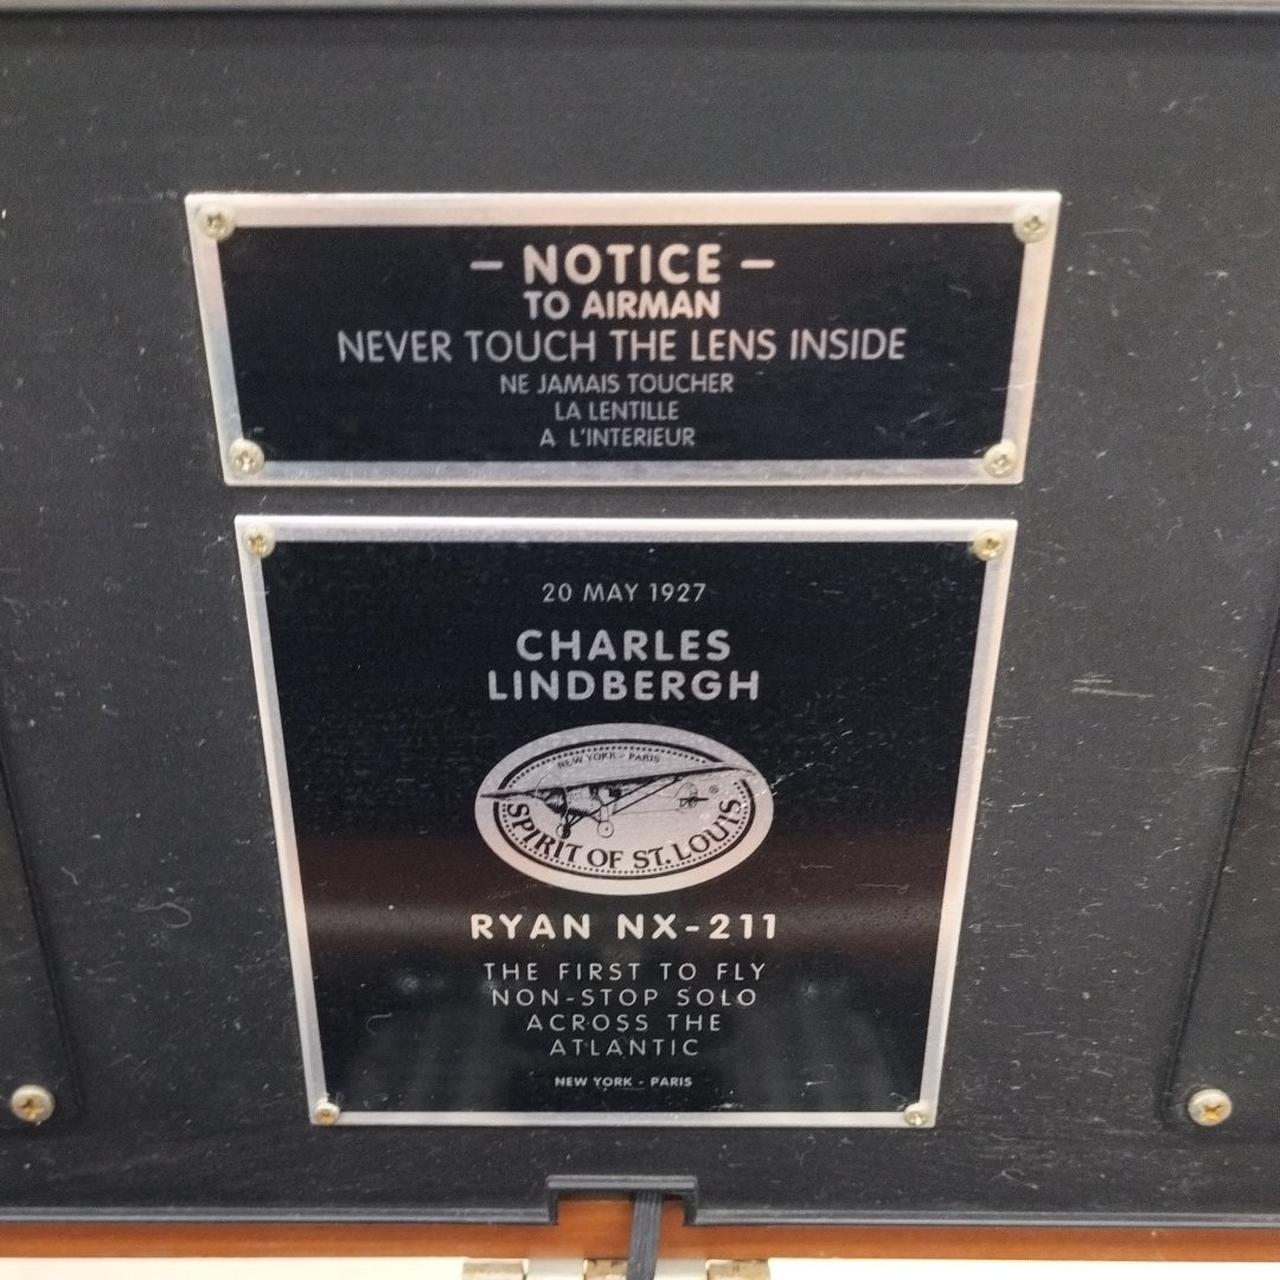 – NOTICE –
TO AIRMAN
NEVER TOUCH THE LENS INSIDE
NE JAMAIS TOUCHER
LA LENTILLE
A L'INTERIEUR
20 MAY 1927
CHARLES
LINDBERGH
NEW YORK - PARIS
®
SPIRIT OF ST. LOUIS
RYAN NX-211
THE FIRST TO FLY
NON-STOP SOLO
ACROSS THE
ATLANTIC
NEW YORK - PARIS